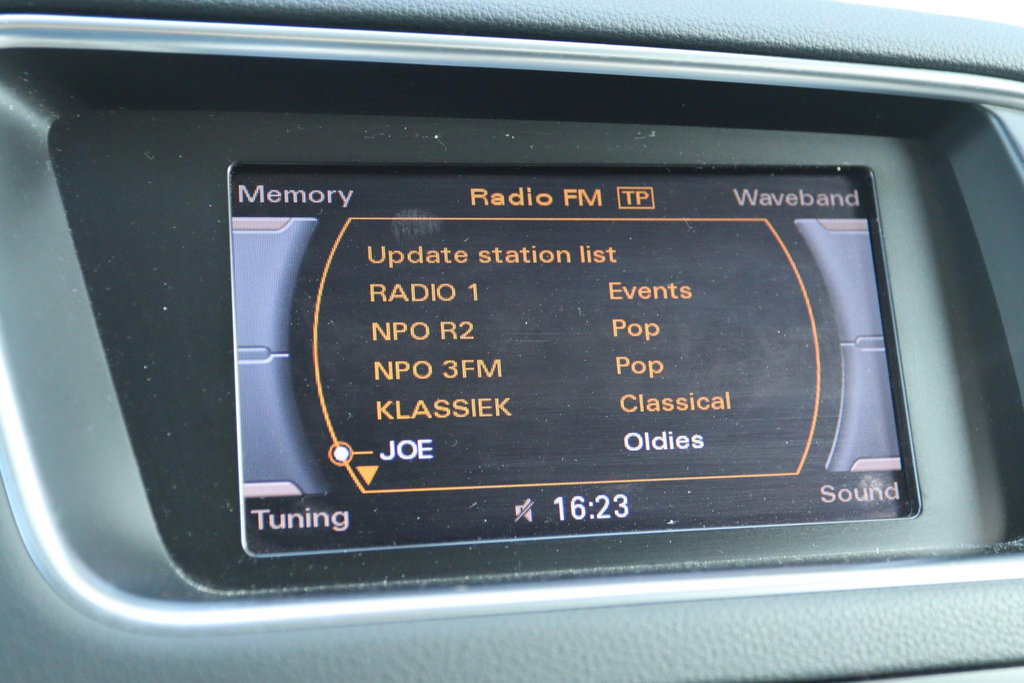 Memory Radio FM TP Waveband
Update station list
RADIO 1 Events
NPO R2 Pop
NPO 3FM Pop
KLASSIEK Classical
JOE Oldies
Tuning 16:23 Sound